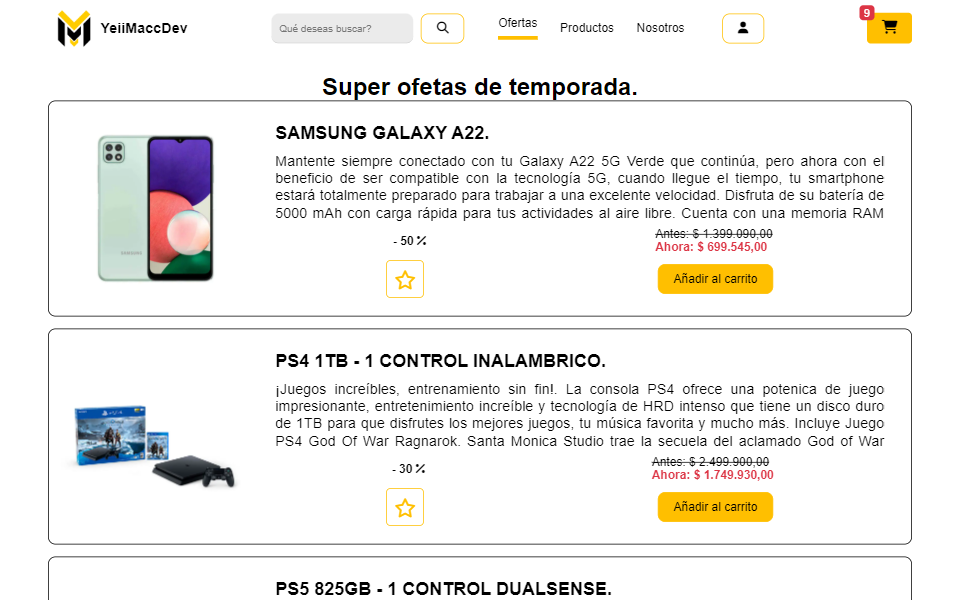 YeiiMaccDev
Qué deseas buscar?
Ofertas
Productos
Nosotros
9
Super ofetas de temporada.
SAMSUNG GALAXY A22.
Mantente siempre conectado con tu Galaxy A22 5G Verde que continúa, pero ahora con el
beneficio de ser compatible con la tecnología 5G, cuando llegue el tiempo, tu smartphone
estará totalmente preparado para trabajar a una excelente velocidad. Disfruta de su batería de
5000 mAh con carga rápida para tus actividades al aire libre. Cuenta con una memoria RAM
- 50 %
Antes: $ 1.399.090,00
Ahora: $ 699.545,00
Añadir al carrito
SAMSUNG
PS4 1TB - 1 CONTROL INALAMBRICO.
¡Juegos increíbles, entrenamiento sin fin!. La consola PS4 ofrece una potenica de juego
impresionante, entretenimiento increíble y tecnología de HRD intenso que tiene un disco duro
de 1TB para que disfrutes los mejores juegos, tu música favorita y mucho más. Incluye Juego
PS4 God Of War Ragnarok. Santa Monica Studio trae la secuela del aclamado God of War
- 30 %
Antes: $ 2.499.900,00
Ahora: $ 1.749.930,00
Añadir al carrito
PS4
PS5 825GB - 1 CONTROL DUALSENSE.